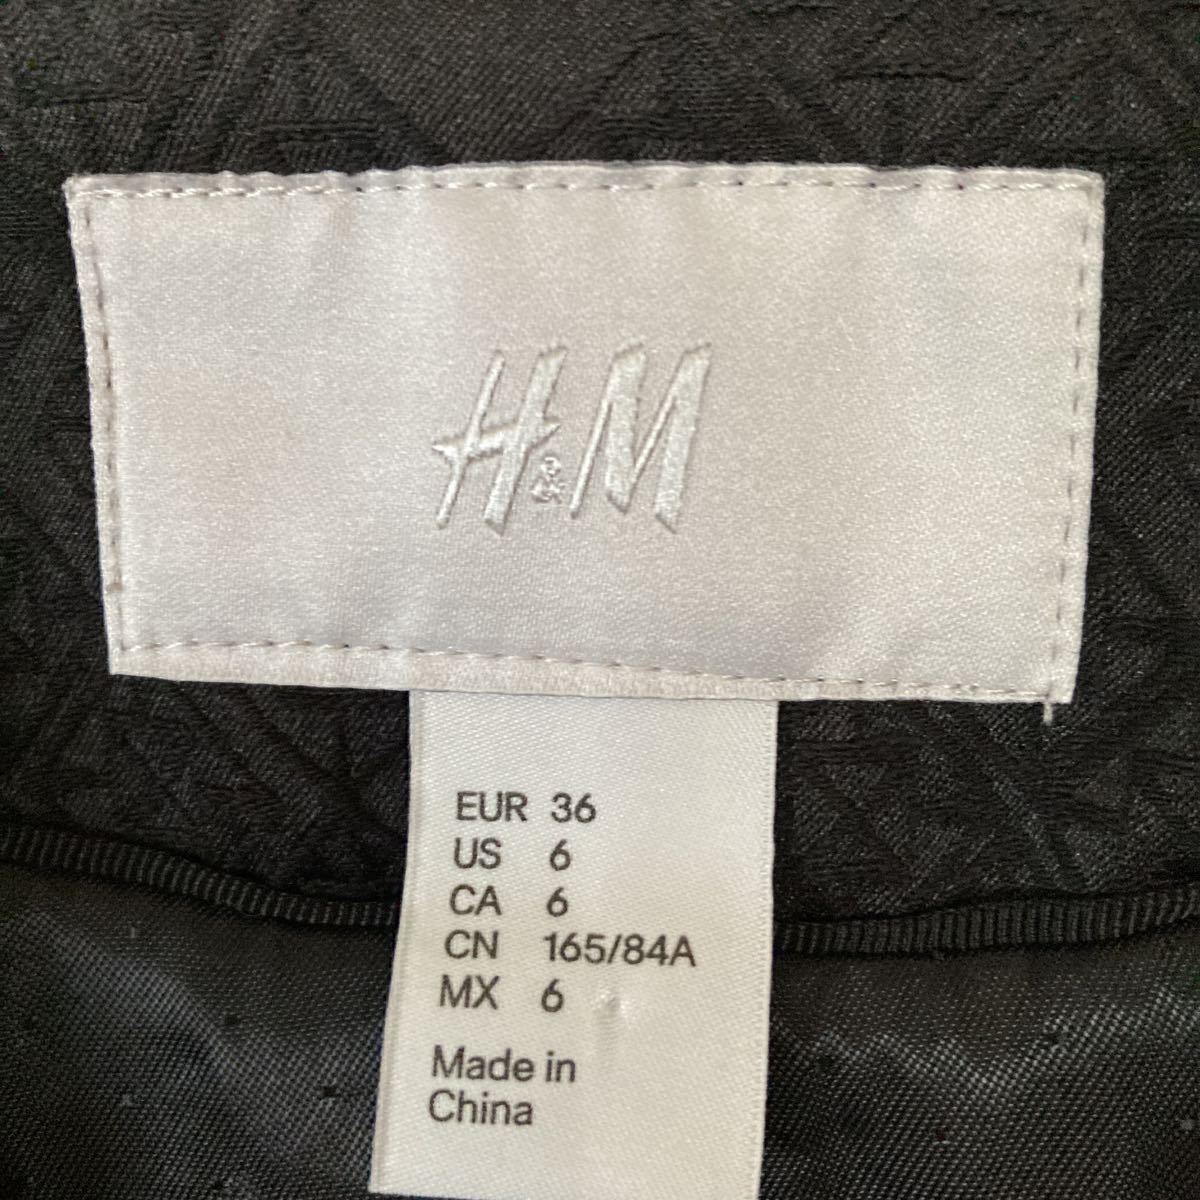 H&M
EUR 36
US 6
CA 6
CN 165/84A
MX 6
Made in
China